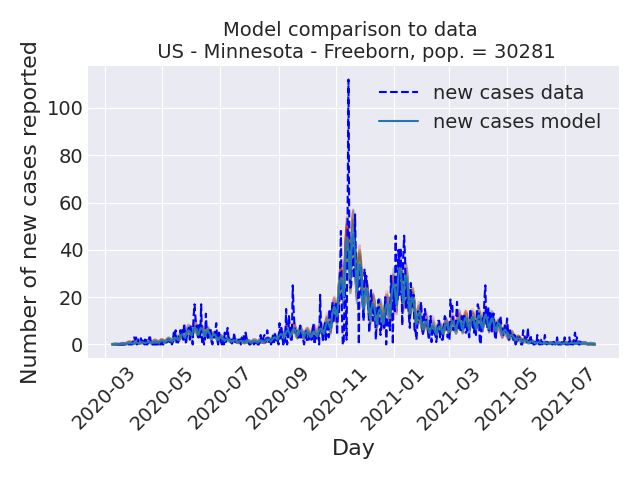 Model comparison to data
US - Minnesota - Freeborn, pop. = 30281
Number of new cases reported
100
80
60
40
20
0
new cases data
new cases model
2020-03
2020-05
2020-07
2020-09
2020-11
2021-01
2021-03
2021-05
2021-07
Day